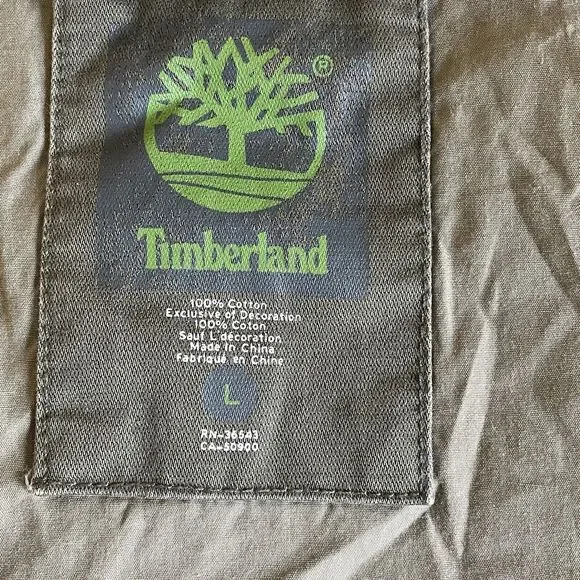 ®
Timberland
100% Cotton
Exclusive of Decoration
100% Coton
Sauf L'décoration
Made in China
Fabriqué en Chine
L
RN-36543
CA-50900